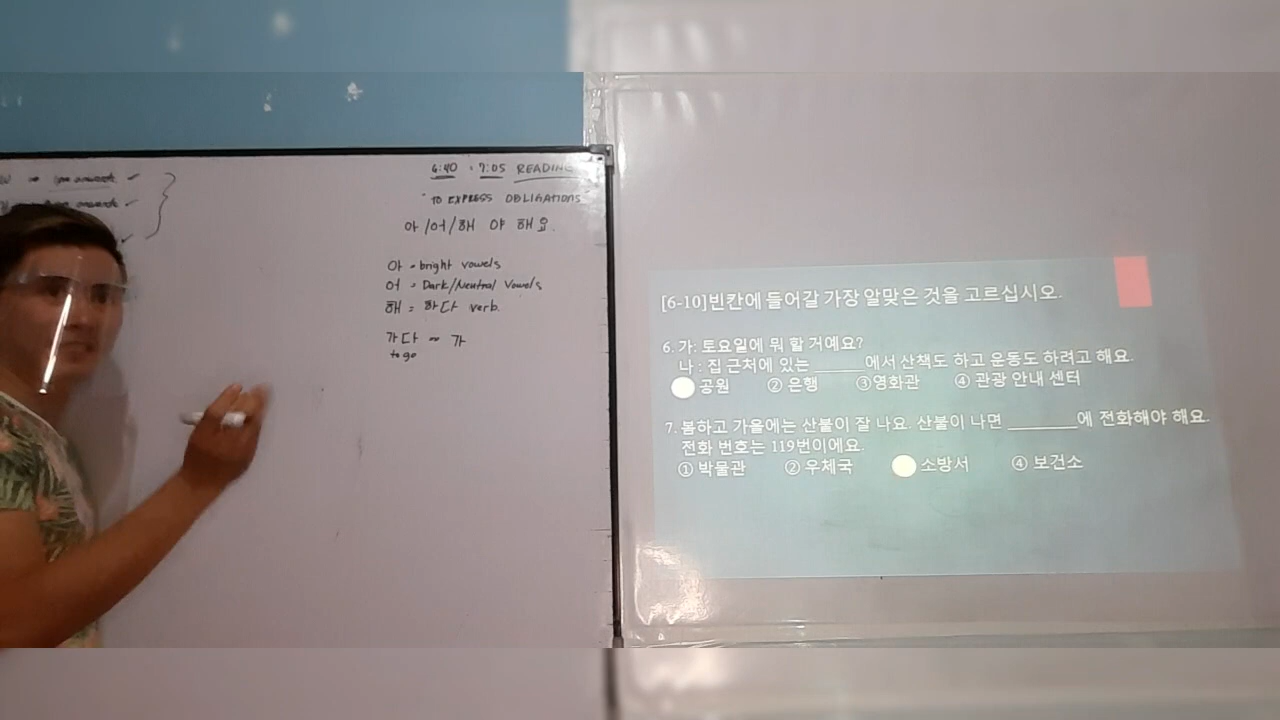 6:40 - 7:05 READING
"TO EXPRESS OBLIGATIONS"
아/어/해 야 해요.
아 = bright vowels
어 = Dark/Neutral Vowels
해 = 하다 verb.
가다 ∞ 가
to go
[6-10]빈칸에 들어갈 가장 알맞은 것을 고르십시오.
6. 가: 토요일에 뭐 할 거예요?
나 : 집 근처에 있는 ______에서 산책도 하고 운동도 하려고 해요.
공원 ② 은행 ③영화관 ④ 관광 안내 센터
7. 봄하고 가을에는 산불이 잘 나요. 산불이 나면 ________에 전화해야 해요.
전화 번호는 119번이에요.
① 박물관 ② 우체국 소방서 ④ 보건소